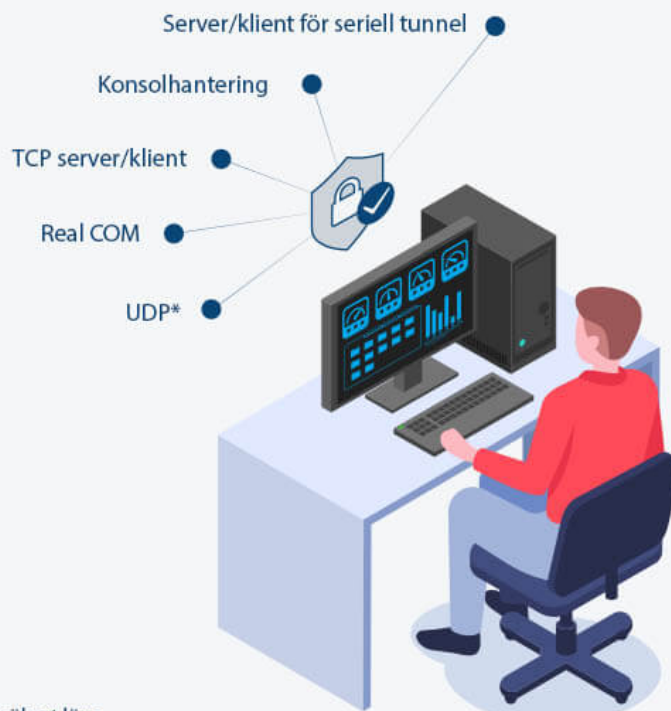 Server/klient för seriell tunnel
Konsolhantering
TCP server/klient
Real COM
UDP*